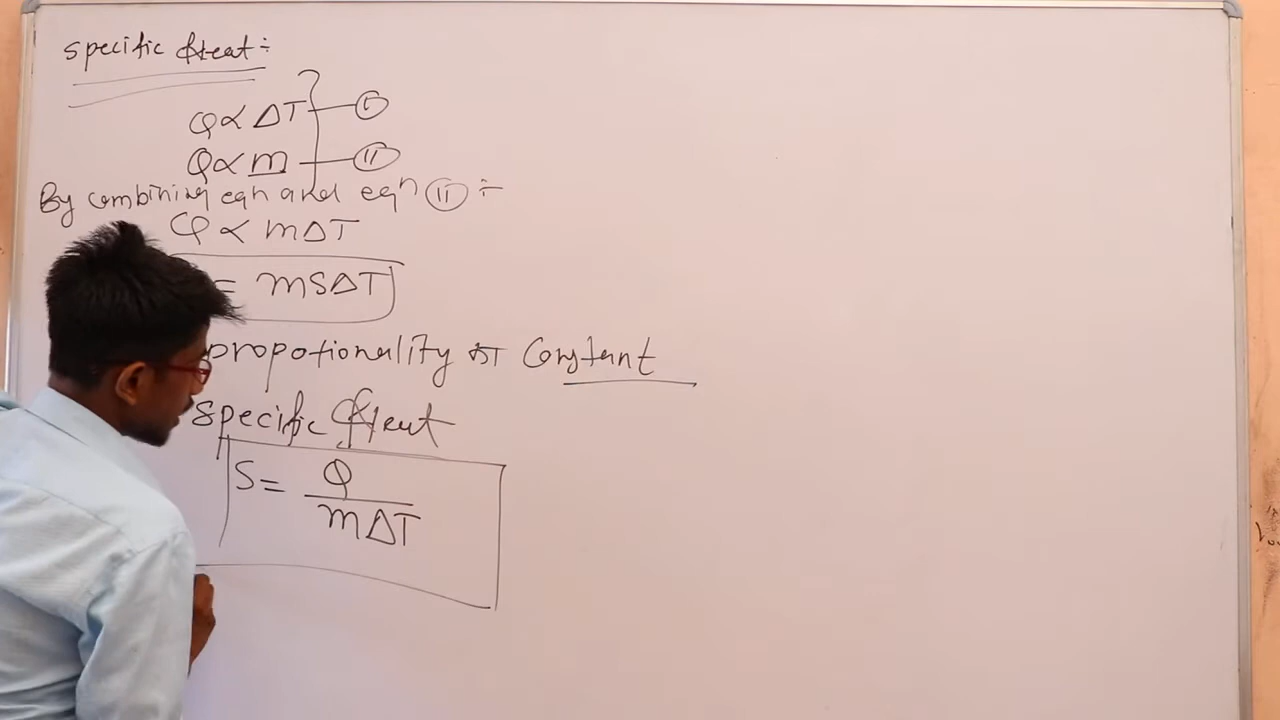 specific Heat :-
Q ∝ ΔT — (I)
Q ∝ m — (II)
By combining eqn and eqn (II) :-
Q ∝ mΔT
= msΔT
propotionality Constant
specific Heat
S = Q / mΔT